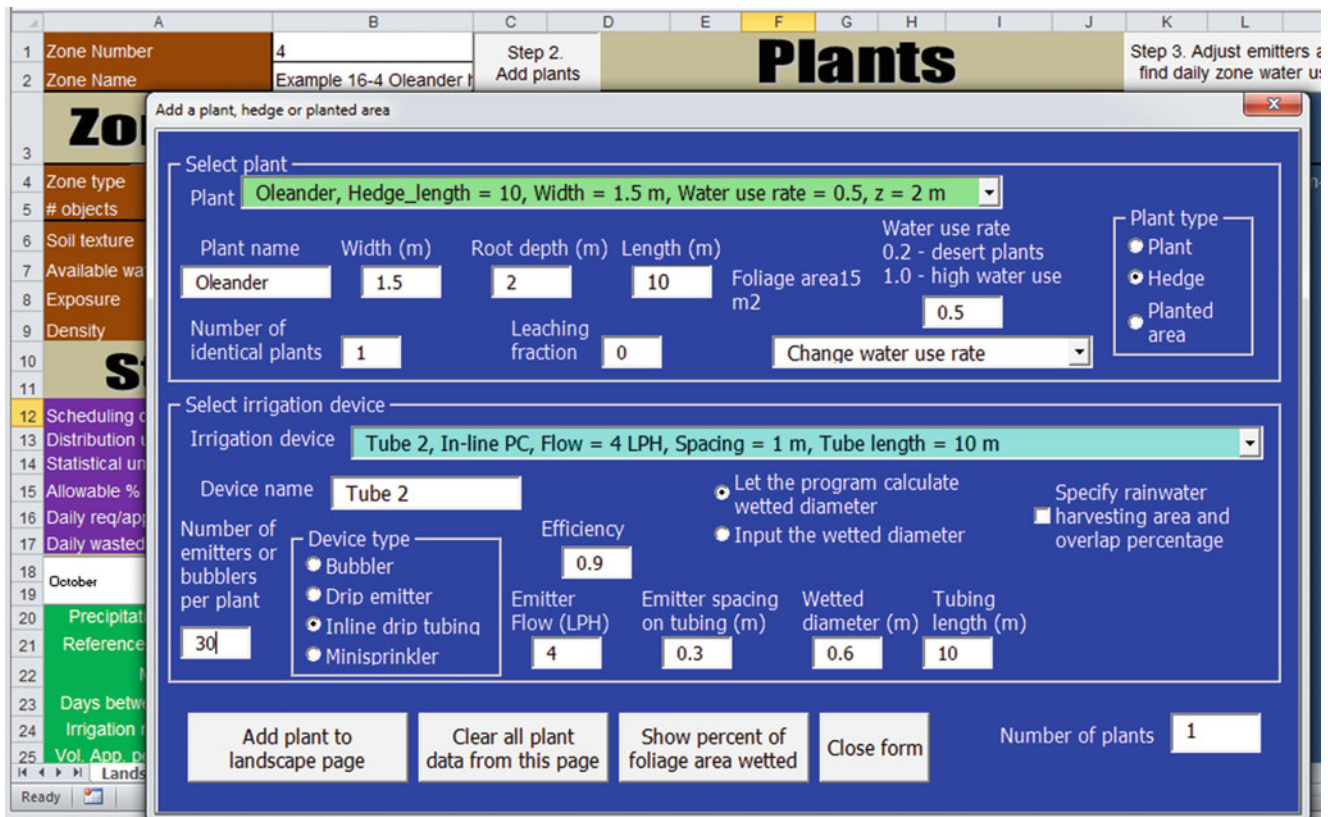 A B C D E F G H I J K L
1 Zone Number 4 Step 2. Plants Step 3. Adjust emitters
2 Zone Name Example 16-4 Oleander Add plants find daily zone water
Add a plant, hedge or planted area
3
4 Zone type
5 # objects
6 Soil texture
7 Available
8 Exposure
9 Density
10
11
12 Scheduling
13 Distribution
14 Statistical
15 Allowable %
16 Daily
17 Daily wasted
18
October
19
20
21 Reference
22
23 Days
24 Irrigation
25 Vol. App.
Ready
Select plant
Plant Oleander, Hedge_length = 10, Width = 1.5 m, Water use rate = 0.5, z = 2 m
Plant name Width (m) Root depth (m) Length (m)
Oleander 1.5 2 10
Foliage area15
m2
Water use rate
0.2 - desert plants
1.0 - high water use
0.5
Plant type
Plant
Hedge
Planted
area
Number of
identical plants 1
Leaching
fraction 0
Change water use rate
Select irrigation device
Irrigation device Tube 2, In-line PC, Flow = 4 LPH, Spacing = 1 m, Tube length = 10 m
Device name Tube 2
Let the program calculate
wetted diameter
Input the wetted diameter
Specify rainwater
harvesting area and
overlap percentage
Number of
emitters or
bubblers
per plant
30
Device type
Bubbler
Drip emitter
Inline drip tubing
Minisprinkler
Efficiency
0.9
Emitter
Flow (LPH)
4
Emitter spacing
on tubing (m)
0.3
Wetted
diameter (m)
0.6
Tubing
length (m)
10
Add plant to
landscape page
Clear all plant
data from this page
Show percent of
foliage area wetted
Close form
Number of plants 1